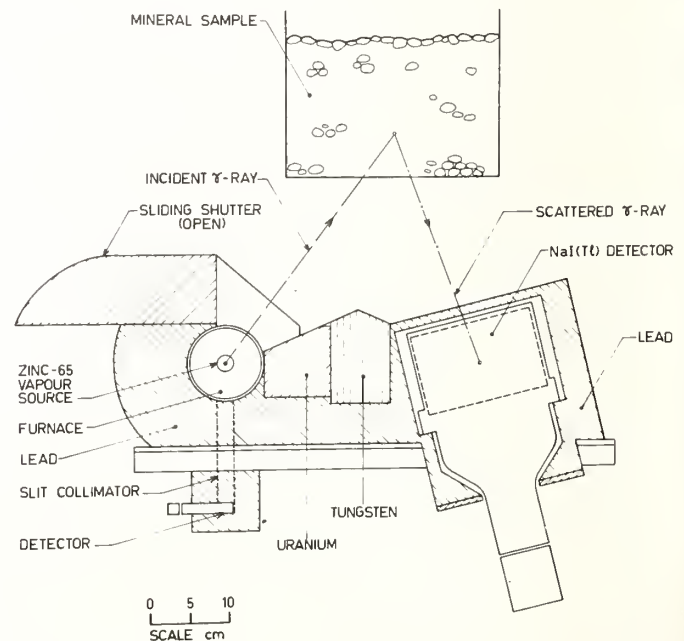 MINERAL SAMPLE
INCIDENT γ-RAY
SLIDING SHUTTER
(OPEN)
SCATTERED γ-RAY
NaI(Tl) DETECTOR
LEAD
ZINC-65
VAPOUR
SOURCE
FURNACE
LEAD
SLIT COLLIMATOR
DETECTOR
TUNGSTEN
URANIUM
0 5 10
SCALE cm